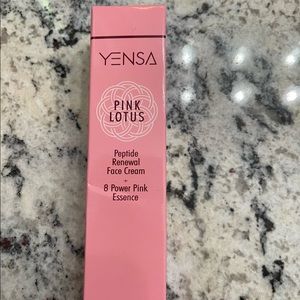 YENSA
PINK
LOTUS
Peptide
Renewal
Face Cream
+
8 Power Pink
Essence